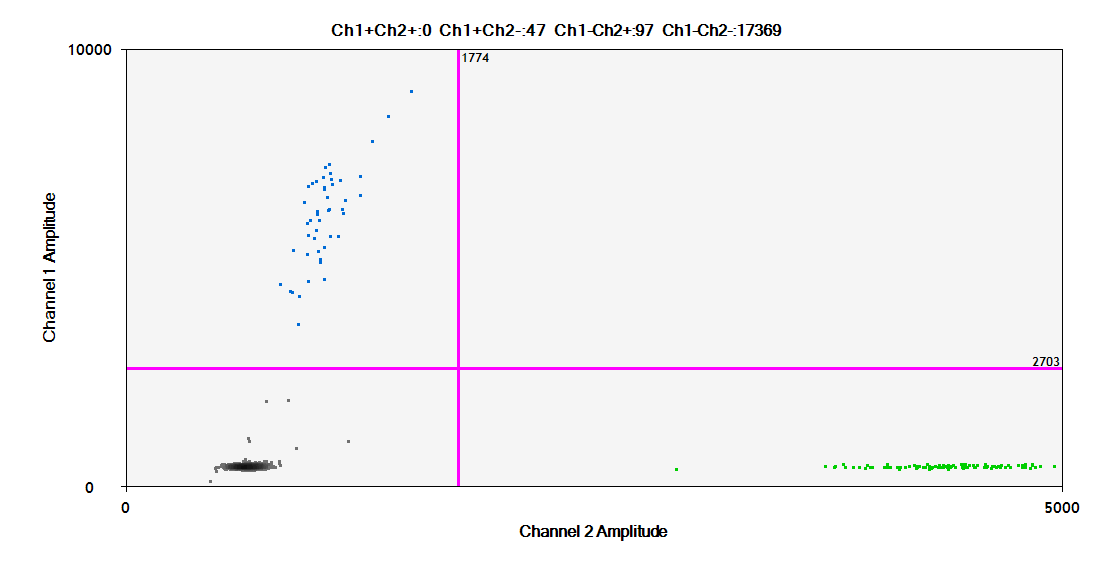 Ch1+Ch2+:0 Ch1+Ch2-:47 Ch1-Ch2+:97 Ch1-Ch2-:17369
10000
1774
Channel 1 Amplitude
2703
0
0
5000
Channel 2 Amplitude